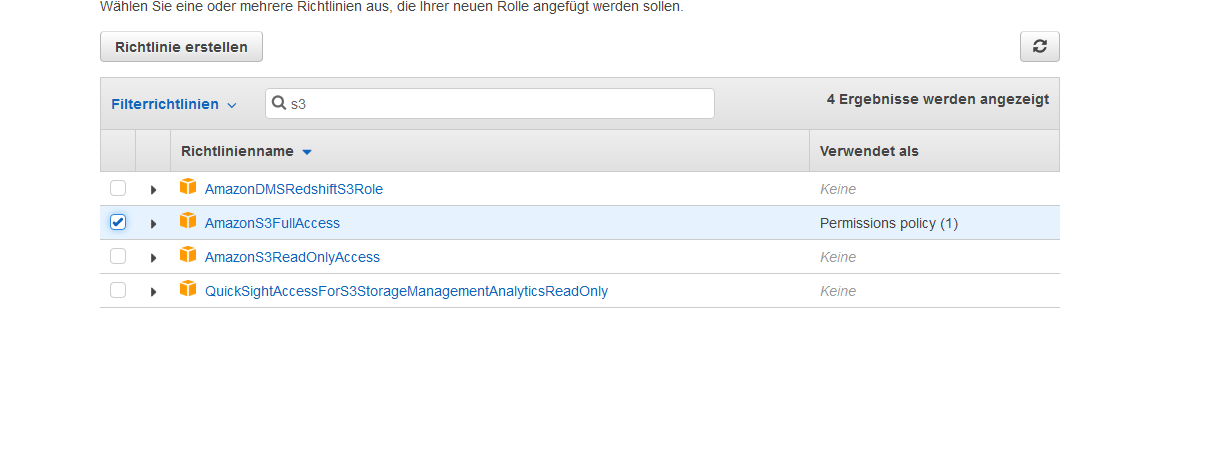 Wählen Sie eine oder mehrere Richtlinien aus, die Ihrer neuen Rolle angefügt werden sollen.
Richtlinie erstellen
Filterrichtlinien s3 4 Ergebnisse werden angezeigt
Richtlinienname Verwendet als
AmazonDMSRedshiftS3Role Keine
AmazonS3FullAccess Permissions policy (1)
AmazonS3ReadOnlyAccess Keine
QuickSightAccessForS3StorageManagementAnalyticsReadOnly Keine